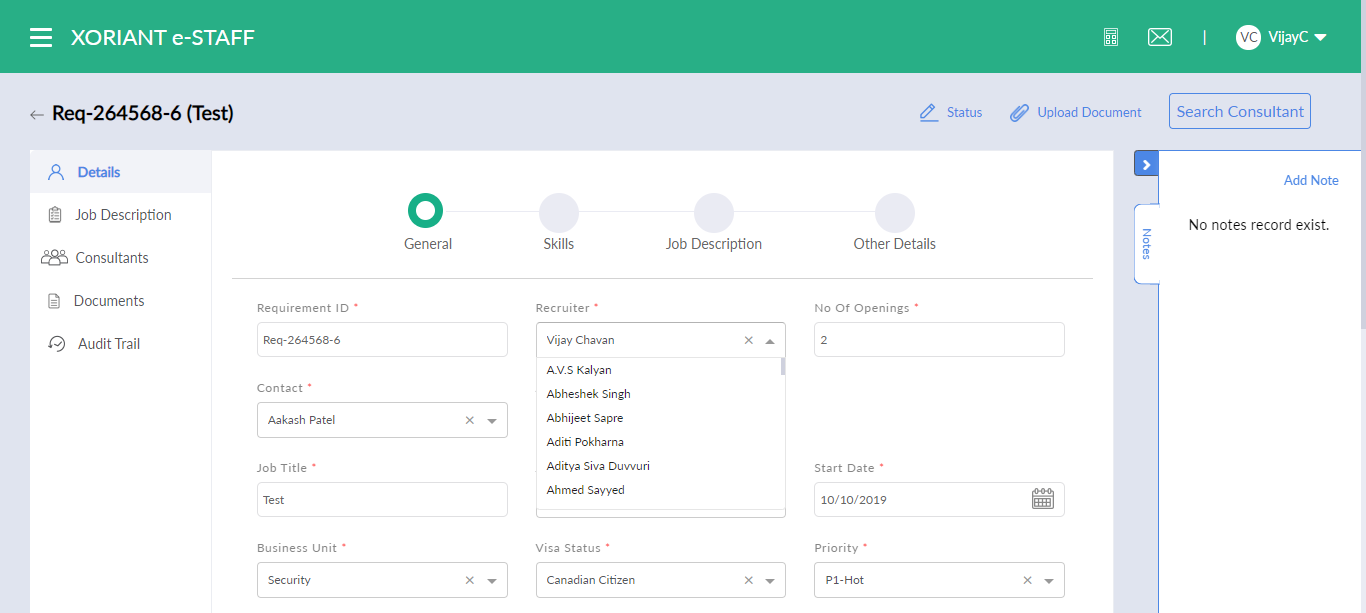 XORIANT e-STAFF
VC VijayC
Req-264568-6 (Test)
Status
Upload Document
Search Consultant
Details
Job Description
Consultants
Documents
Audit Trail
General
Skills
Job Description
Other Details
Requirement ID *
Recruiter *
No Of Openings *
Req-264568-6
Vijay Chavan
2
A.V.S Kalyan
Abheshek Singh
Abhijeet Sapre
Aditi Pokharna
Aditya Siva Duvvuri
Ahmed Sayyed
Contact *
Aakash Patel
Job Title *
Start Date *
Test
10/10/2019
Business Unit *
Visa Status *
Priority *
Security
Canadian Citizen
P1-Hot
Add Note
No notes record exist.
Notes